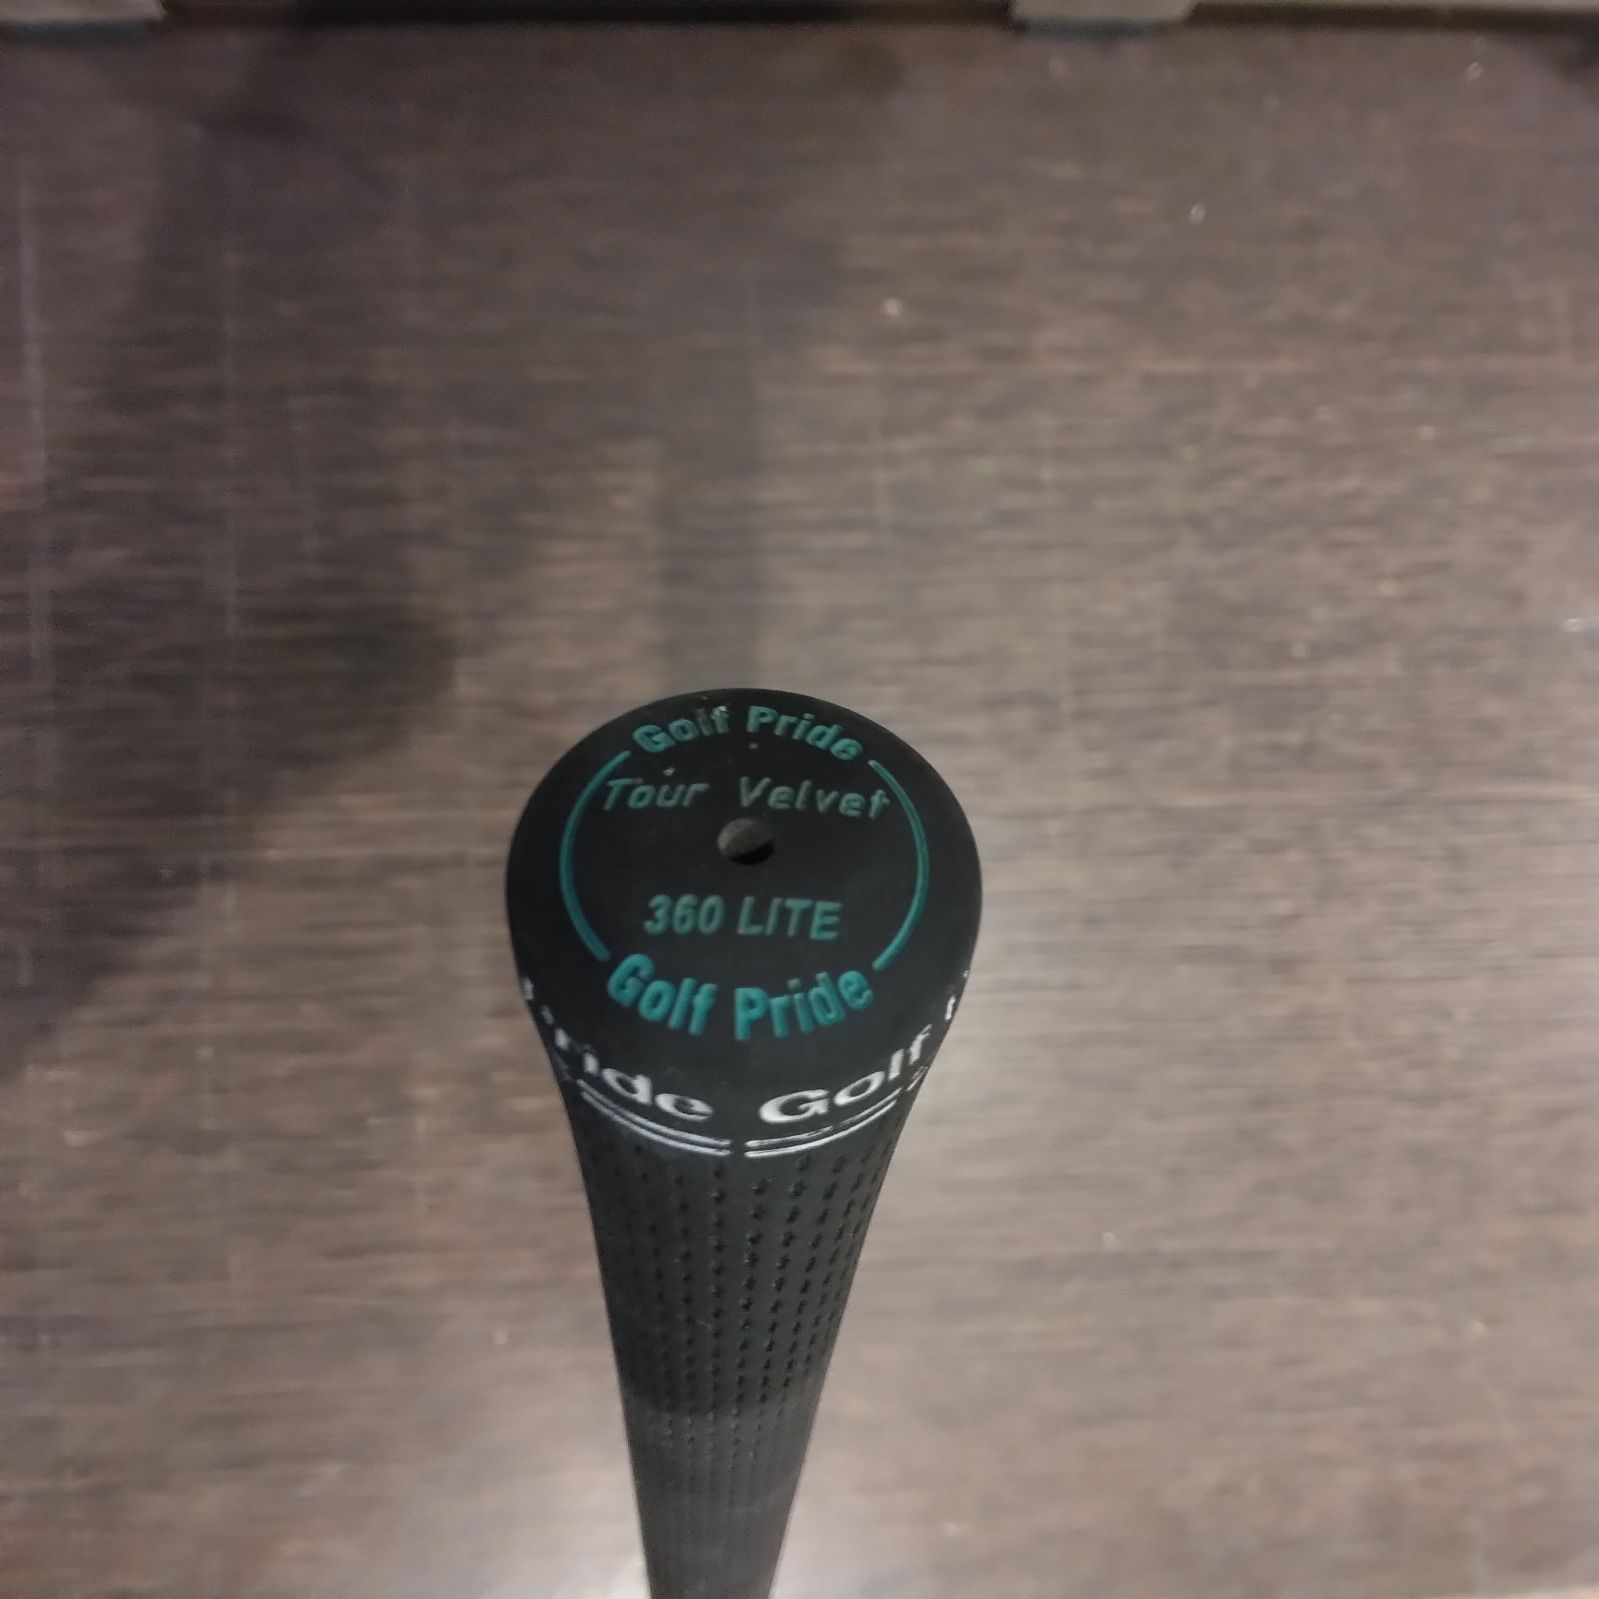 Golf Pride
Tour Velvet
360 LITE
Golf Pride
ride Golf